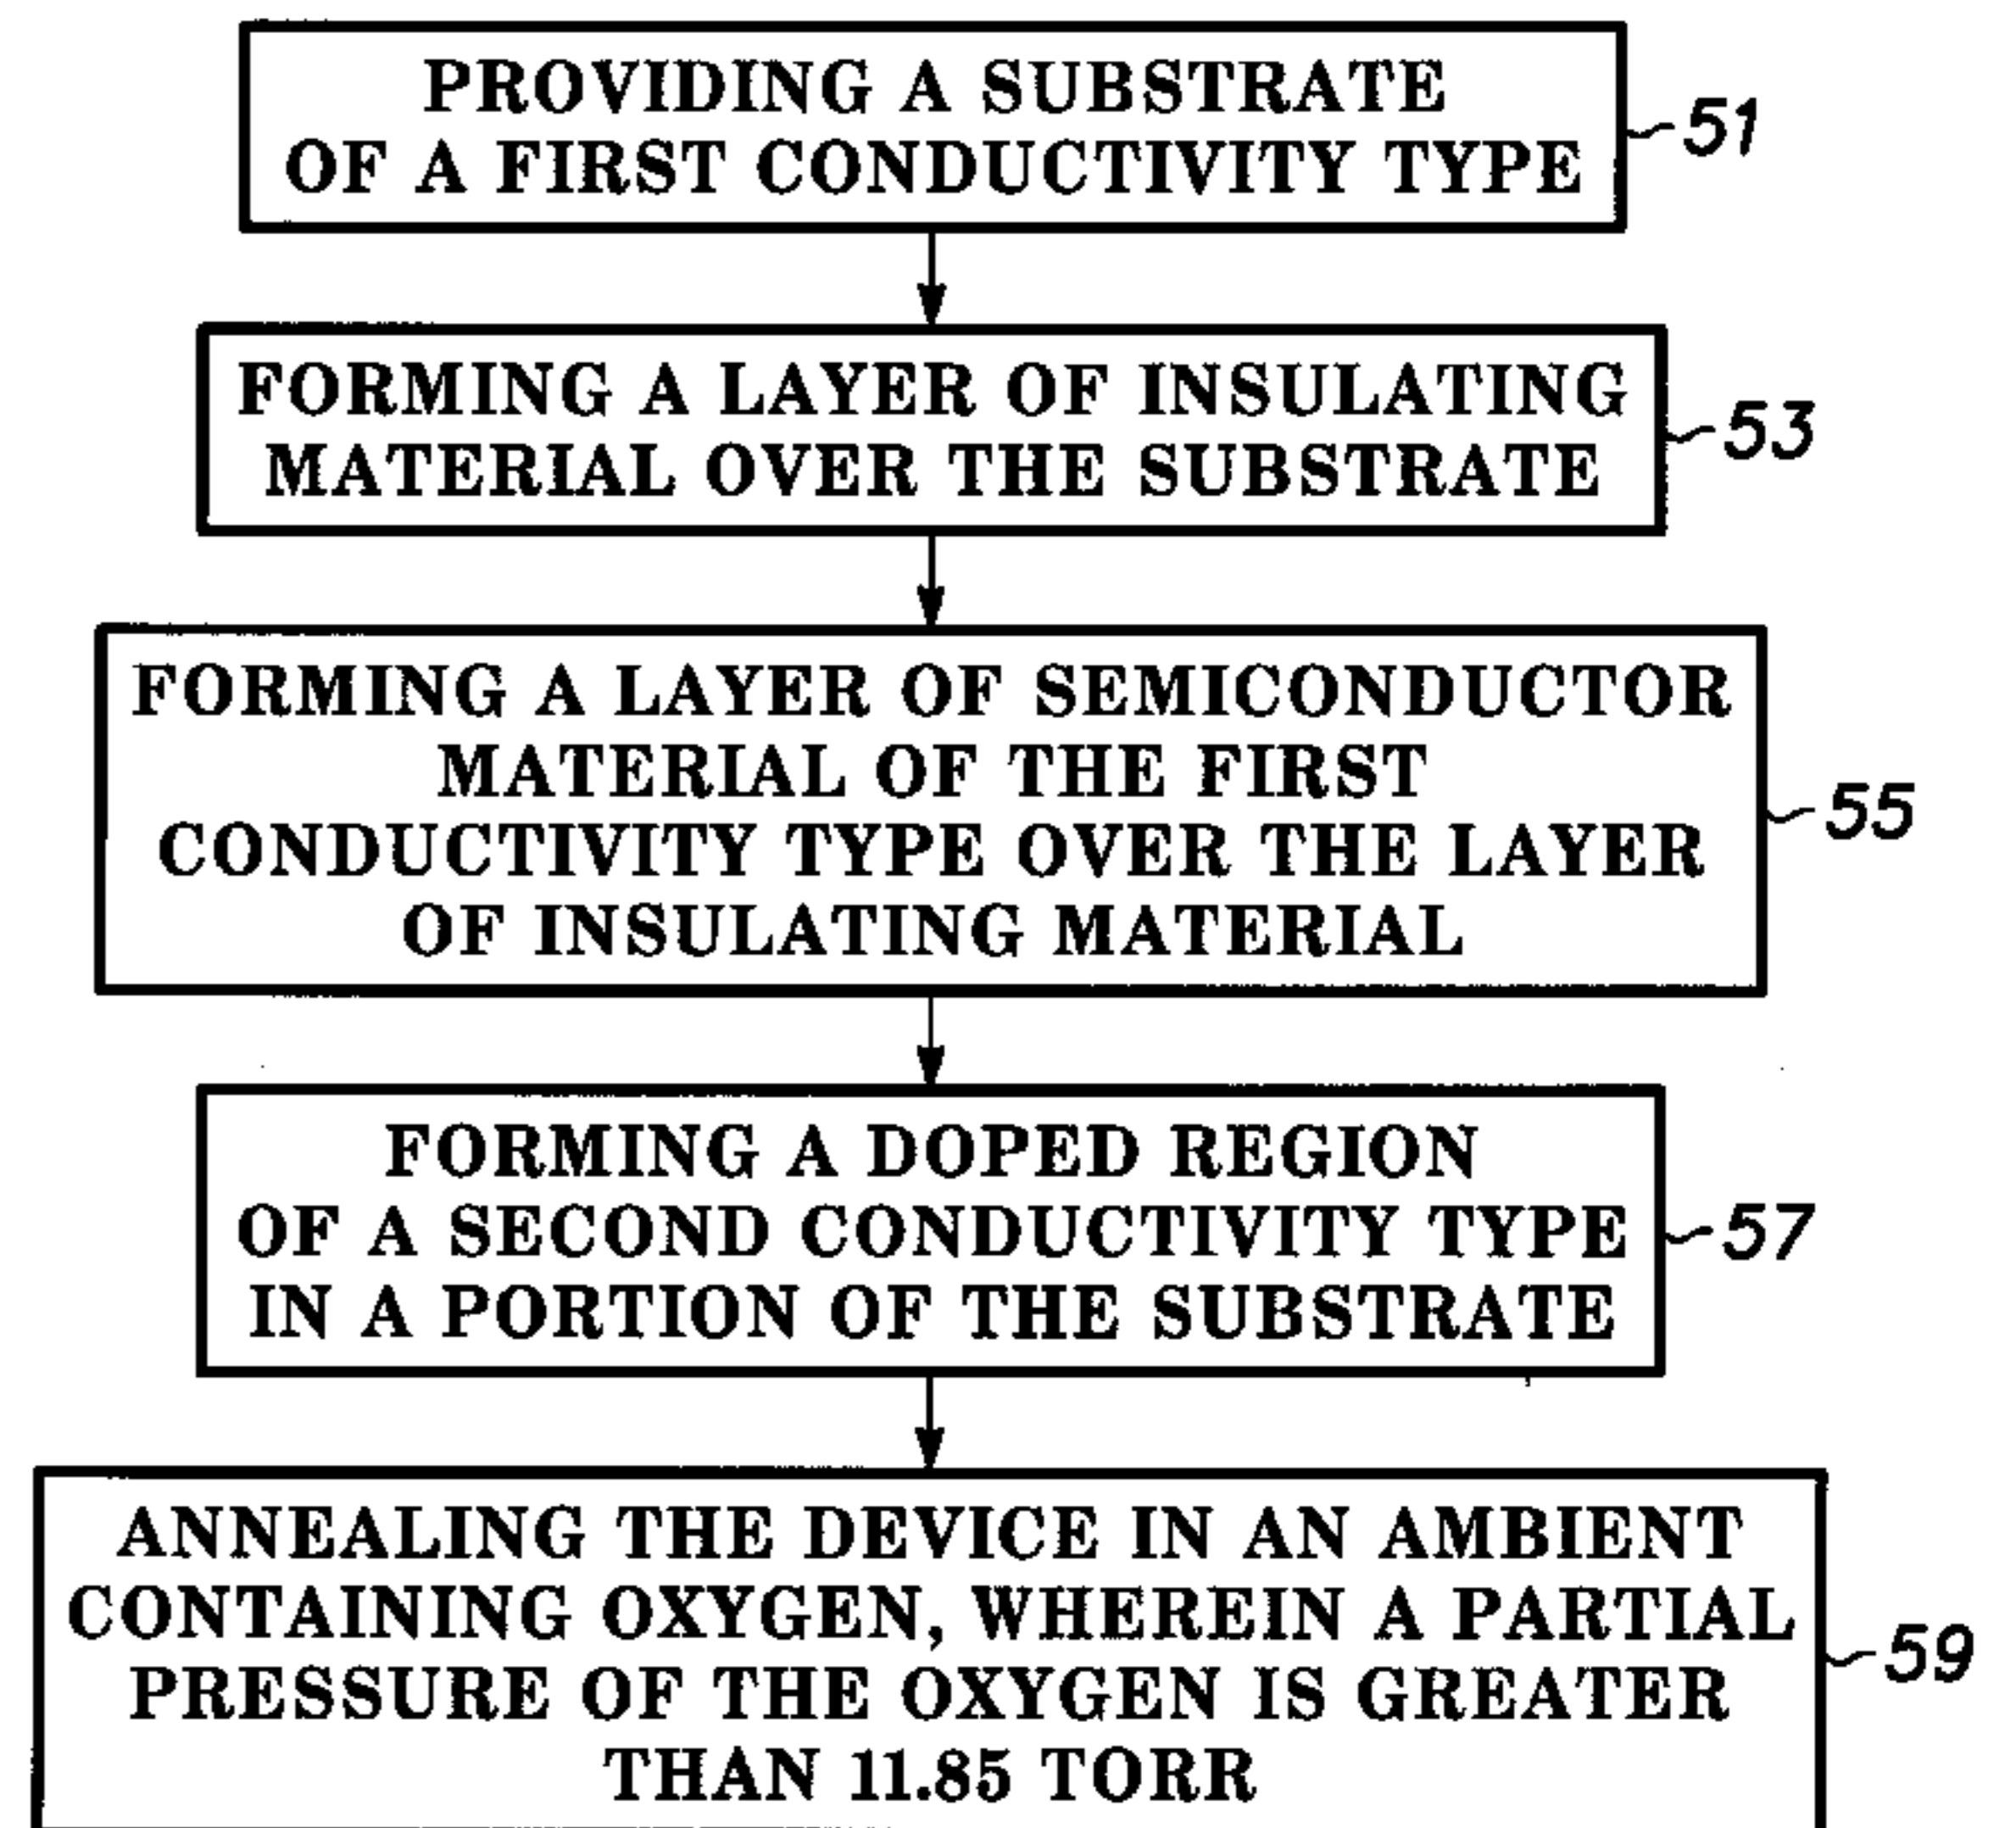 PROVIDING A SUBSTRATE
OF A FIRST CONDUCTIVITY TYPE
51
FORMING A LAYER OF INSULATING
MATERIAL OVER THE SUBSTRATE
53
FORMING A LAYER OF SEMICONDUCTOR
MATERIAL OF THE FIRST
CONDUCTIVITY TYPE OVER THE LAYER
OF INSULATING MATERIAL
55
FORMING A DOPED REGION
OF A SECOND CONDUCTIVITY TYPE
IN A PORTION OF THE SUBSTRATE
57
ANNEALING THE DEVICE IN AN AMBIENT
CONTAINING OXYGEN, WHEREIN A PARTIAL
PRESSURE OF THE OXYGEN IS GREATER
THAN 11.85 TORR
59